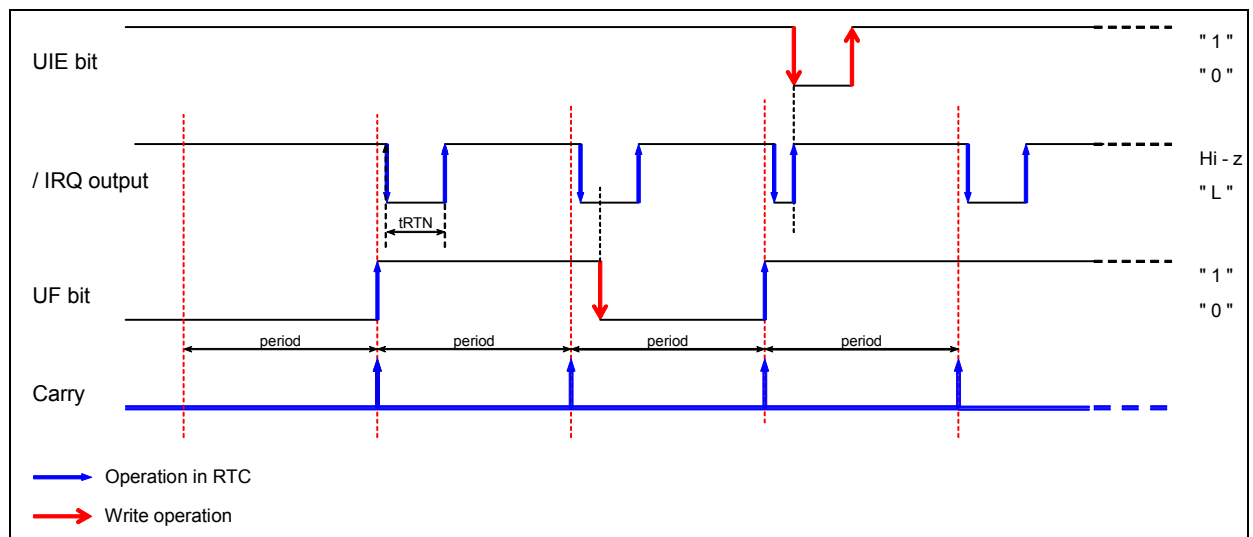 UIE bit
" 1 "
" 0 "
/ IRQ output
Hi - z
" L "
tRTN
UF bit
" 1 "
" 0 "
period period period period
Carry
Operation in RTC
Write operation